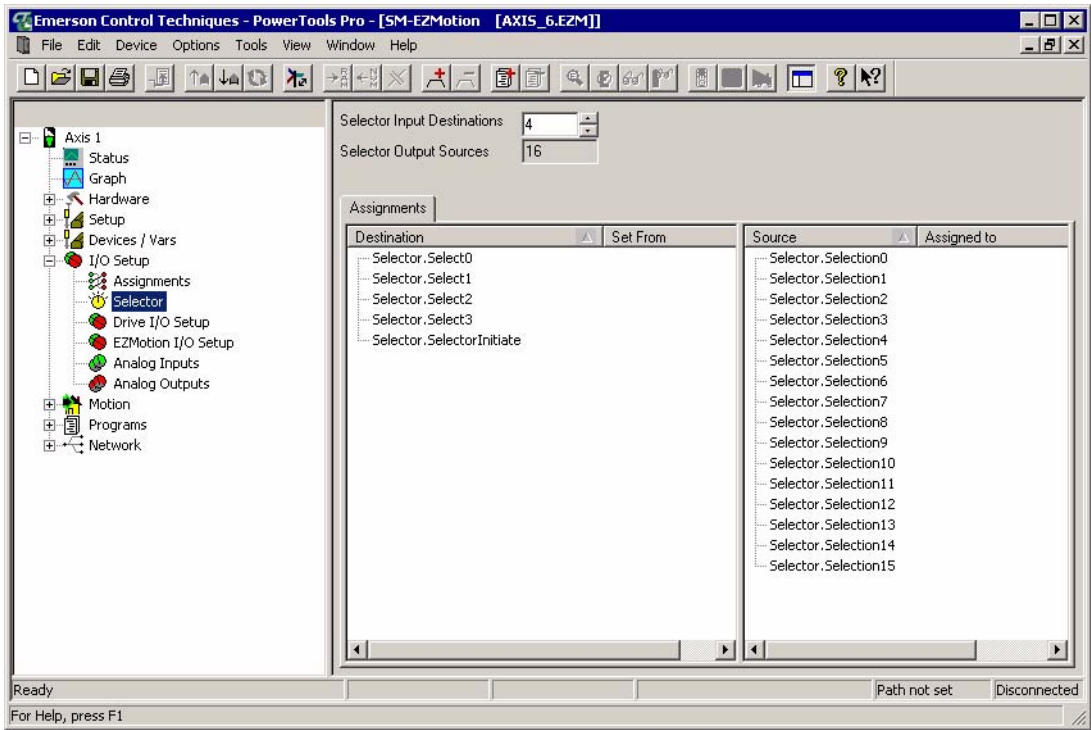 Emerson Control Techniques - PowerTools Pro - [SM-EZMotion [AXIS_6.EZM]]
File Edit Device Options Tools View Window Help
Axis 1
Status
Graph
Hardware
Setup
Devices / Vars
I/O Setup
Assignments
Selector
Drive I/O Setup
EZMotion I/O Setup
Analog Inputs
Analog Outputs
Motion
Programs
Network
Selector Input Destinations 4
Selector Output Sources 16
Assignments
Destination Set From
Selector.Select0
Selector.Select1
Selector.Select2
Selector.Select3
Selector.SelectorInitiate
Source Assigned to
Selector.Selection0
Selector.Selection1
Selector.Selection2
Selector.Selection3
Selector.Selection4
Selector.Selection5
Selector.Selection6
Selector.Selection7
Selector.Selection8
Selector.Selection9
Selector.Selection10
Selector.Selection11
Selector.Selection12
Selector.Selection13
Selector.Selection14
Selector.Selection15
Ready Path not set Disconnected
For Help, press F1